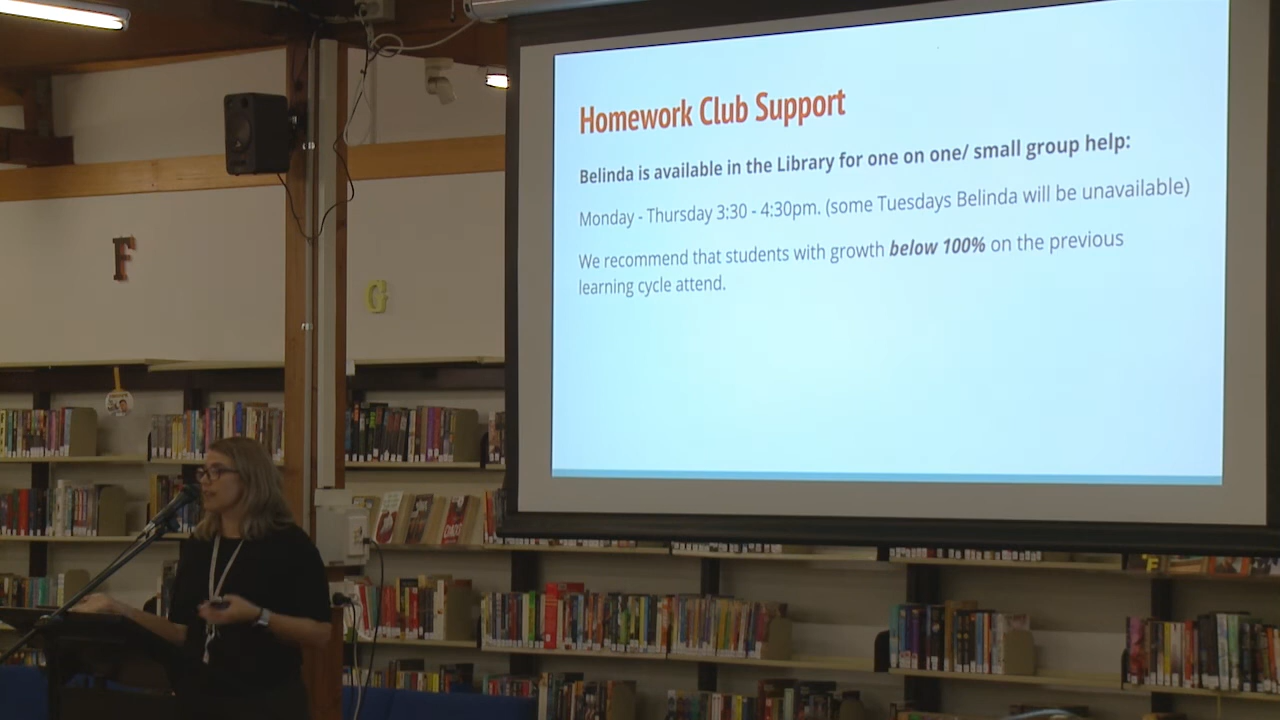 Homework Club Support
Belinda is available in the Library for one on one/ small group help:
Monday - Thursday 3:30 - 4:30pm. (some Tuesdays Belinda will be unavailable)
We recommend that students with growth below 100% on the previous
learning cycle attend.
F
G
F